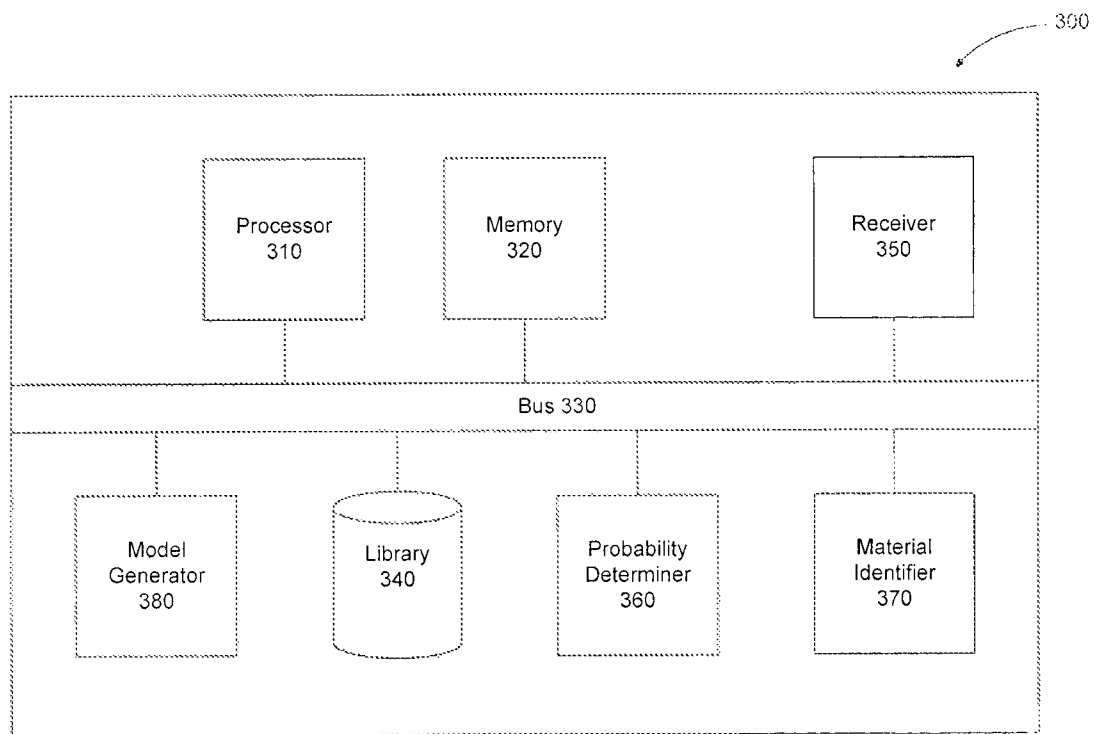 300
Processor
310
Memory
320
Receiver
350
Bus 330
Model
Generator
380
Library
340
Probability
Determiner
360
Material
Identifier
370